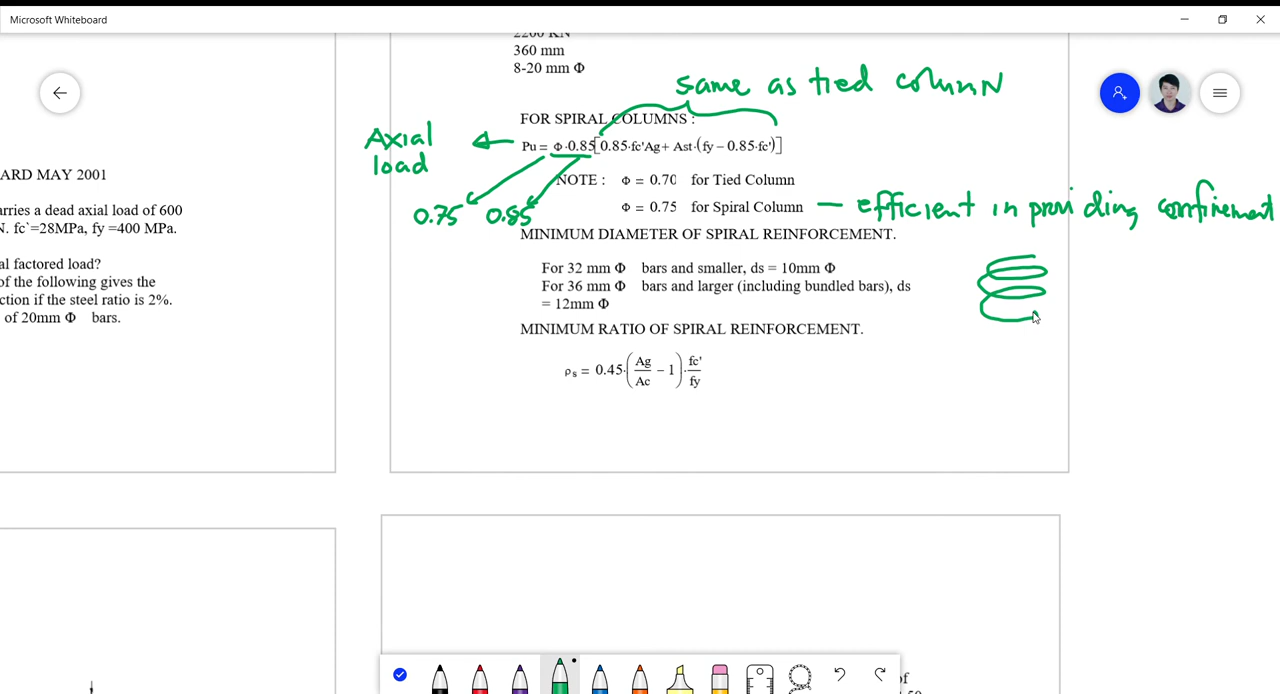 Microsoft Whiteboard
2200 KN
360 mm
8-20 mm Φ
same as tied column
FOR SPIRAL COLUMNS :
Axial
load
Pu = Φ·0.85[0.85·fc'Ag+ Ast·(fy − 0.85·fc')]
ARD MAY 2001
NOTE : Φ = 0.70 for Tied Column
0.75 0.85
Φ = 0.75 for Spiral Column — efficient in providing confinement
arries a dead axial load of 600
N. fc`=28MPa, fy =400 MPa.
MINIMUM DIAMETER OF SPIRAL REINFORCEMENT.
al factored load?
of the following gives the
ction if the steel ratio is 2%.
of 20mm Φ bars.
For 32 mm Φ bars and smaller, ds = 10mm Φ
For 36 mm Φ bars and larger (including bundled bars), ds
= 12mm Φ
MINIMUM RATIO OF SPIRAL REINFORCEMENT.
ρs = 0.45·(Ag/Ac − 1)·fc'/fy
of